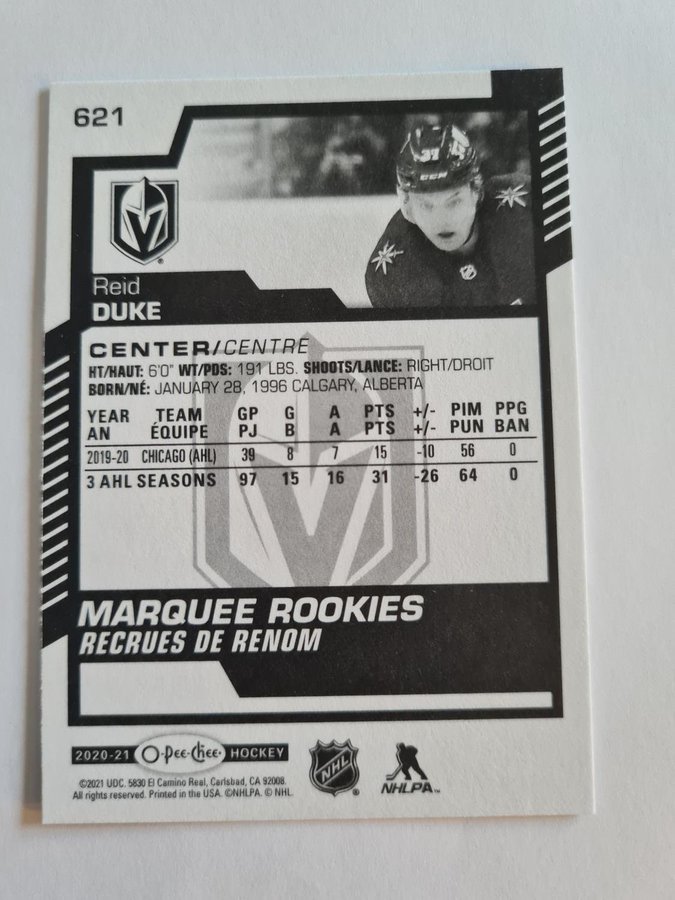 621
Reid
DUKE
CENTER/CENTRE
HT/HAUT: 6'0" WT/PDS: 191 LBS. SHOOTS/LANCE: RIGHT/DROIT
BORN/NÉ: JANUARY 28, 1996 CALGARY, ALBERTA
YEAR TEAM GP G A PTS +/- PIM PPG
AN ÉQUIPE PJ B A PTS +/- PUN BAN
2019-20 CHICAGO (AHL) 39 8 7 15 -10 56 0
3 AHL SEASONS 97 15 16 31 -26 64 0
MARQUEE ROOKIES
RECRUES DE RENOM
2020-21 O-Pee-Chee HOCKEY
NHL
NHLPA
©2021 UDC. 5830 El Camino Real, Carlsbad, CA 92008.
All rights reserved. Printed in the USA. ©NHLPA. © NHL.